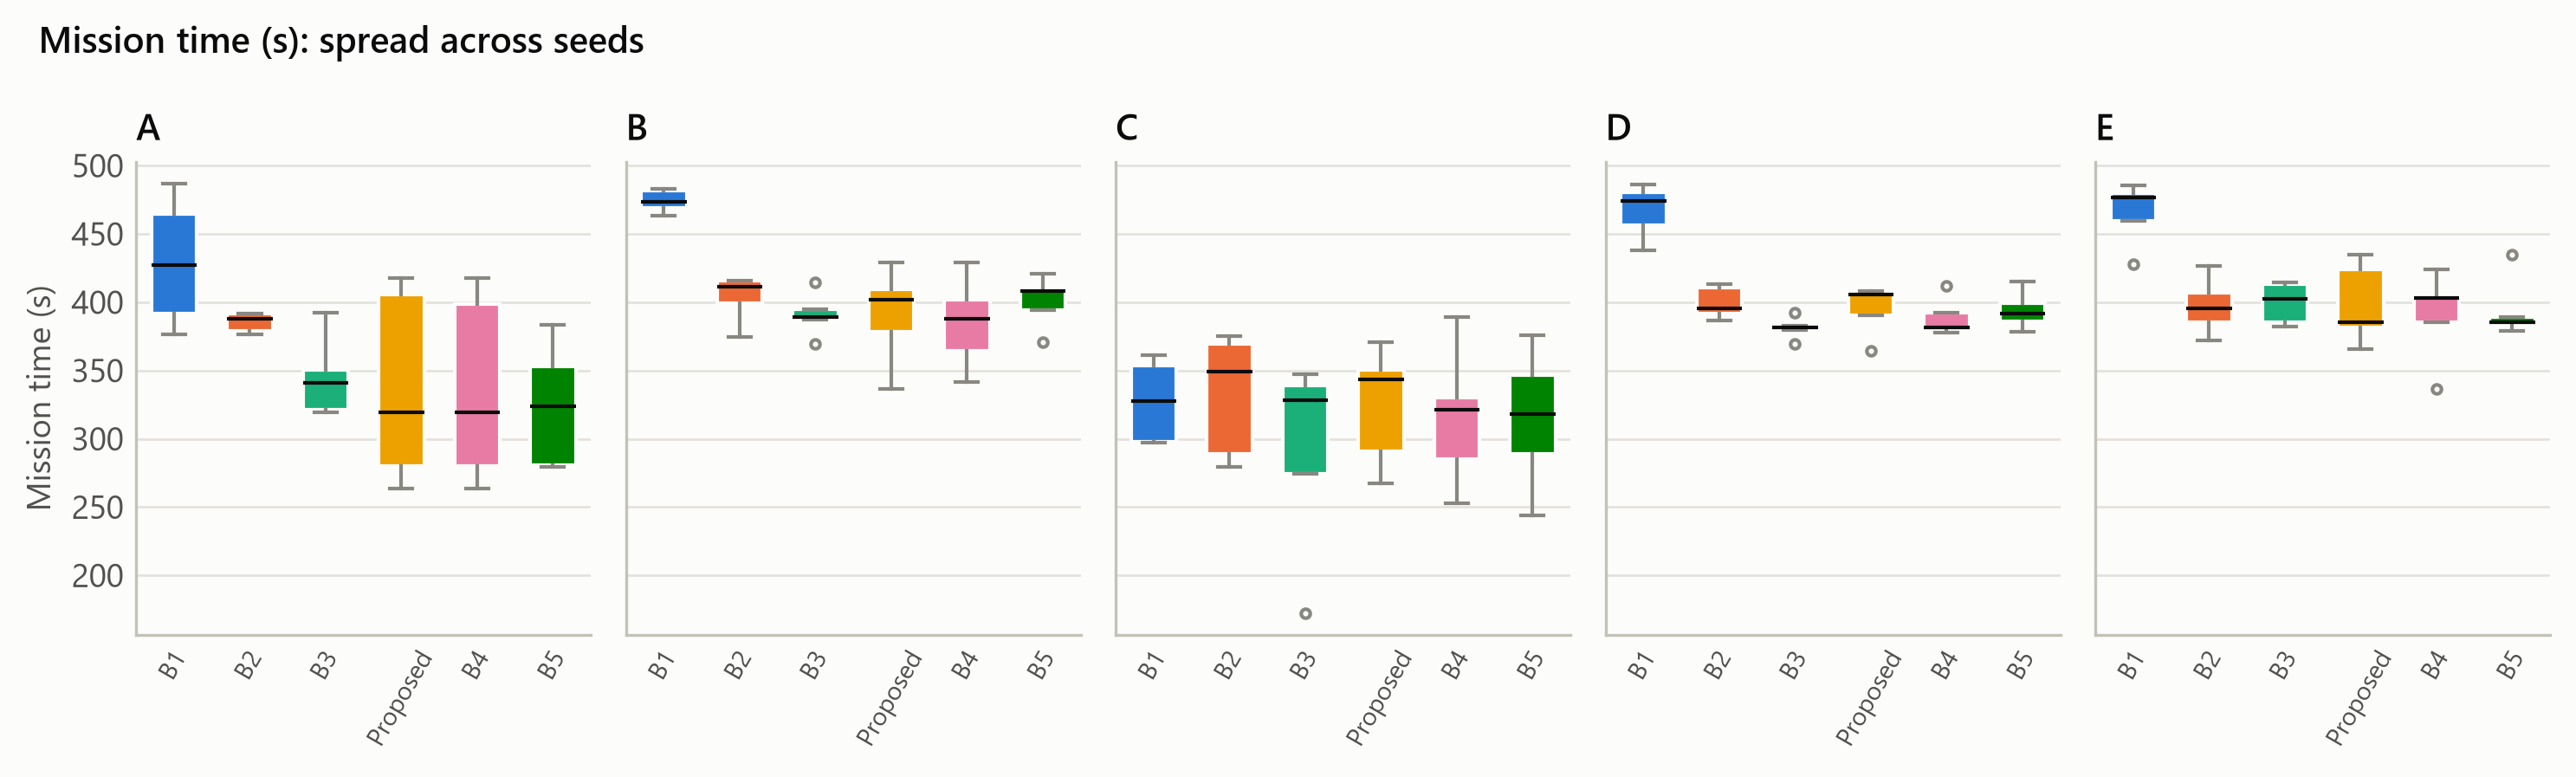 Mission time (s): spread across seeds
A B C D E
Mission time (s)
500
450
400
350
300
250
200
B1 B2 B3 Proposed B4 B5
B1 B2 B3 Proposed B4 B5
B1 B2 B3 Proposed B4 B5
B1 B2 B3 Proposed B4 B5
B1 B2 B3 Proposed B4 B5